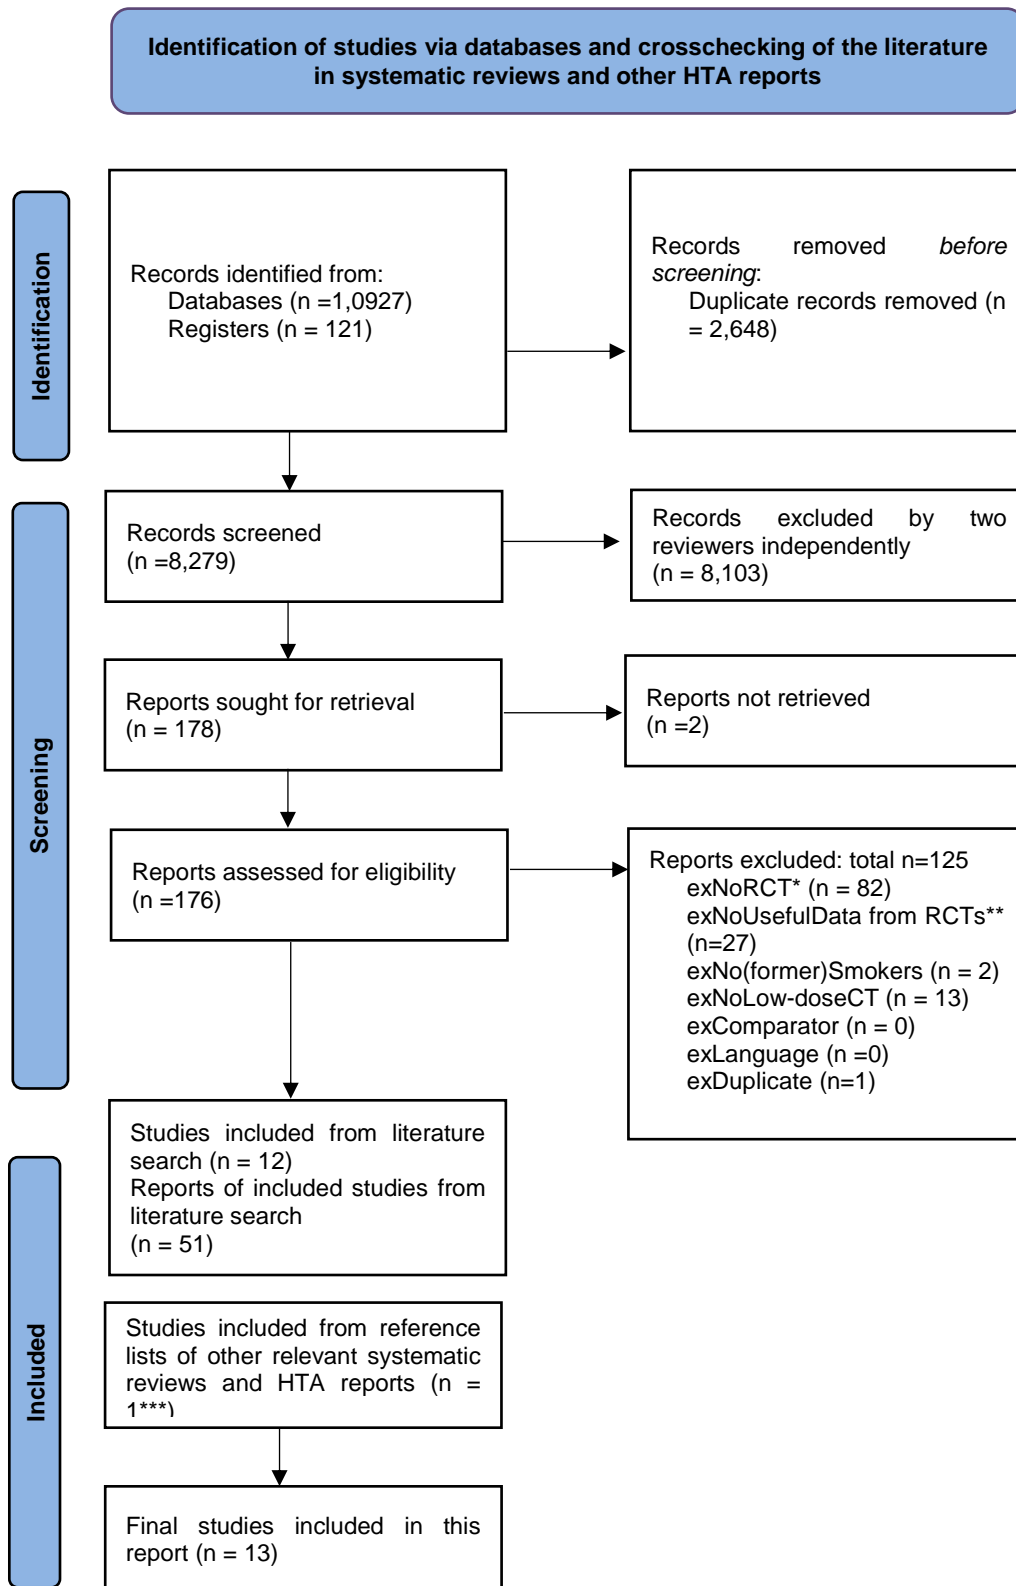 Identification of studies via databases and crosschecking of the literature
in systematic reviews and other HTA reports
Identification
Records identified from:
Databases (n =1,0927)
Registers (n = 121)
Records removed before
screening:
Duplicate records removed (n
= 2,648)
Screening
Records screened
(n =8,279)
Records excluded by two
reviewers independently
(n = 8,103)
Reports sought for retrieval
(n = 178)
Reports not retrieved
(n =2)
Reports assessed for eligibility
(n =176)
Reports excluded: total n=125
exNoRCT* (n = 82)
exNoUsefulData from RCTs**
(n=27)
exNo(former)Smokers (n = 2)
exNoLow-doseCT (n = 13)
exComparator (n = 0)
exLanguage (n =0)
exDuplicate (n=1)
Included
Studies included from literature
search (n = 12)
Reports of included studies from
literature search
(n = 51)
Studies included from reference
lists of other relevant systematic
reviews and HTA reports (n =
1***)
Final studies included in this
report (n = 13)